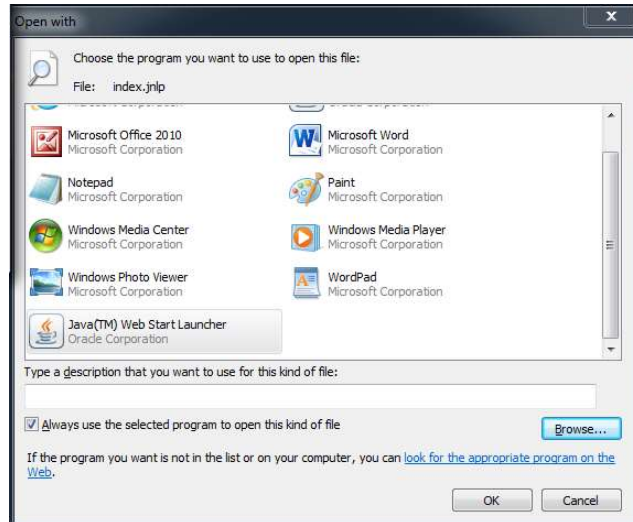 Open with
Choose the program you want to use to open this file:
File: index.jnlp
Oracle Corporation
Microsoft Office 2010
Microsoft Corporation
Microsoft Word
Microsoft Corporation
Notepad
Microsoft Corporation
Paint
Microsoft Corporation
Windows Media Center
Microsoft Corporation
Windows Media Player
Microsoft Corporation
Windows Photo Viewer
Microsoft Corporation
WordPad
Microsoft Corporation
Java(TM) Web Start Launcher
Oracle Corporation
Type a description that you want to use for this kind of file:
Always use the selected program to open this kind of file
Browse...
If the program you want is not in the list or on your computer, you can look for the appropriate program on the
Web.
OK
Cancel